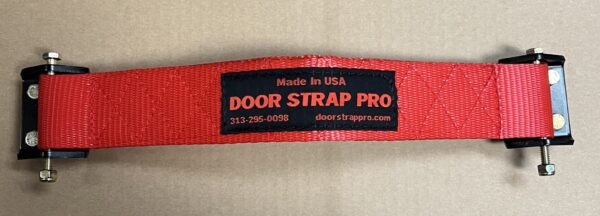 Made In USA
DOOR STRAP PRO
313-295-0098 doorstrappro.com